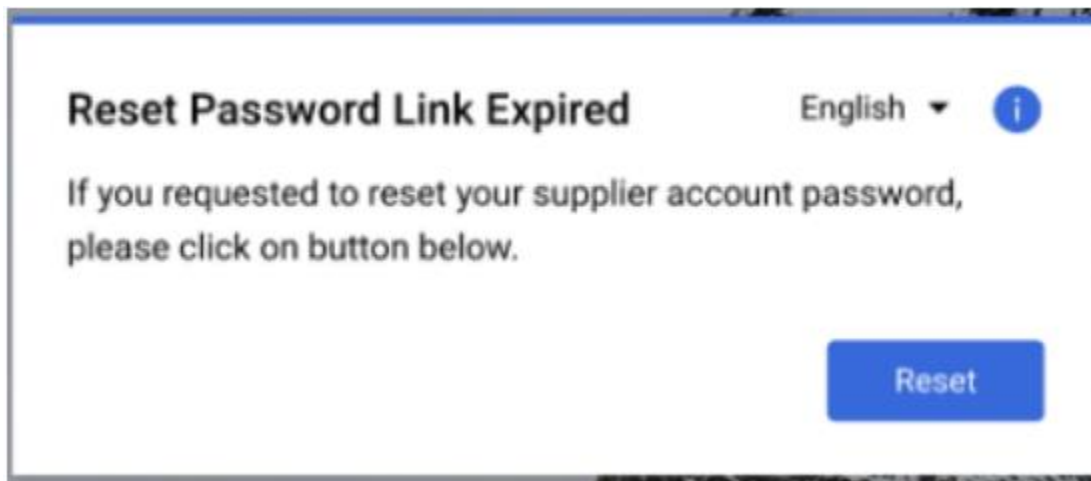 Reset Password Link Expired
English
i
If you requested to reset your supplier account password,
please click on button below.
Reset